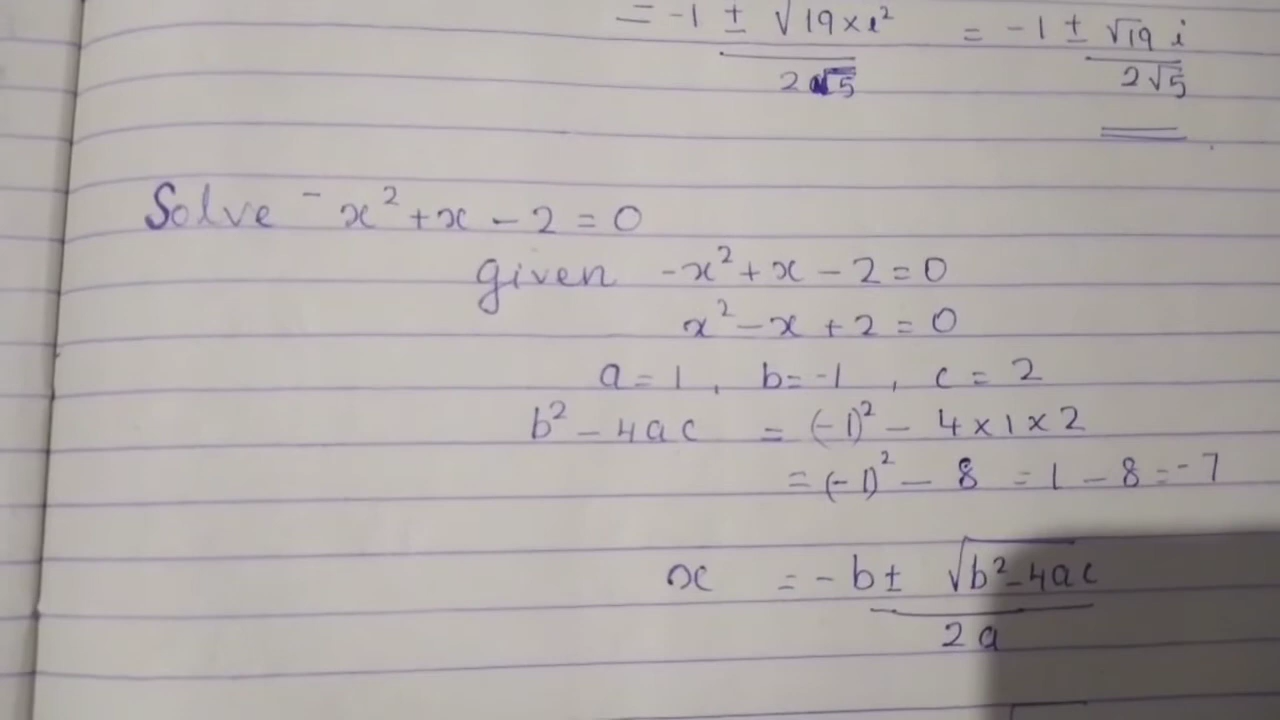 = -1 ± √19×i² / 2√5 = -1 ± √19 i / 2√5
Solve -x² + x - 2 = 0
given -x² + x - 2 = 0
x² - x + 2 = 0
a = 1, b = -1, c = 2
b² - 4ac = (-1)² - 4×1×2
= (-1)² - 8 = 1 - 8 = -7
x = -b ± √b² - 4ac / 2a